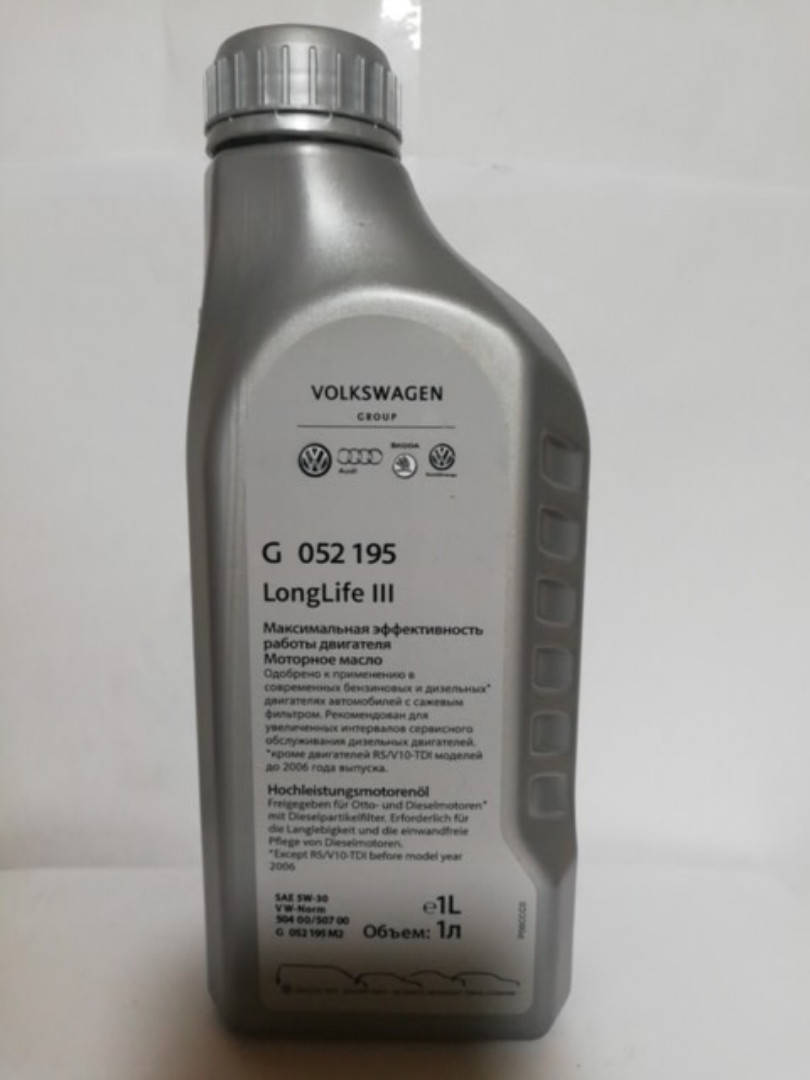 VOLKSWAGEN
GROUP
Audi
ŠKODA
G 052 195
LongLife III
Максимальная эффективность
работы двигателя
Моторное масло
Одобрено к применению в
современных бензиновых и дизельных*
двигателях автомобилей с сажевым
фильтром. Рекомендован для
увеличенных интервалов сервисного
обслуживания дизельных двигателей.
*кроме двигателей R5/V10-TDI моделей
до 2006 года выпуска.
Hochleistungsmotorenöl
Freigegeben für Otto- und Dieselmotoren*
mit Dieselpartikelfilter. Erforderlich für
die Langlebigkeit und die einwandfreie
Pflege von Dieselmotoren.
*Except R5/V10-TDI before model year
2006
SAE 5W-30
VW-Norm
504 00/507 00
G 052 195 M2
e1L
Объем: 1л